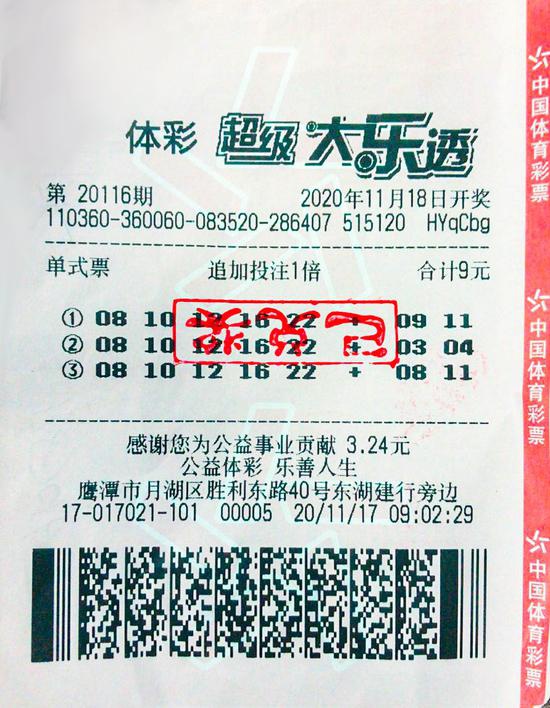 体彩 超级大乐透
第 20116期 2020年11月18日开奖
110360-360060-083520-286407 515120 HYqCbg
单式票 追加投注1倍 合计9元
① 08 10 12 16 22 + 09 11
② 08 10 12 16 22 + 03 04
③ 08 10 12 16 22 + 08 11
已兑奖
感谢您为公益事业贡献 3.24元
公益体彩 乐善人生
鹰潭市月湖区胜利东路40号东湖建行旁边
17-017021-101 00005 20/11/17 09:02:29
中国体育彩票
中国体育彩票
中国体育彩票